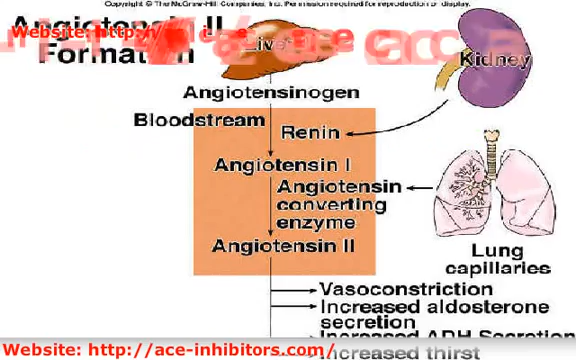 Copyright © The McGraw-Hill Companies, Inc. Permission required for reproduction or display.
Angiotensin II
Website: http://
Formation
Liver
Kidney
Angiotensinogen
Bloodstream
Renin
Angiotensin I
Angiotensin
converting
enzyme
Angiotensin II
Lung
capillaries
Vasoconstriction
Increased aldosterone
secretion
Increased ADH Secretion
Increased thirst
Website: http://ace-inhibitors.com/